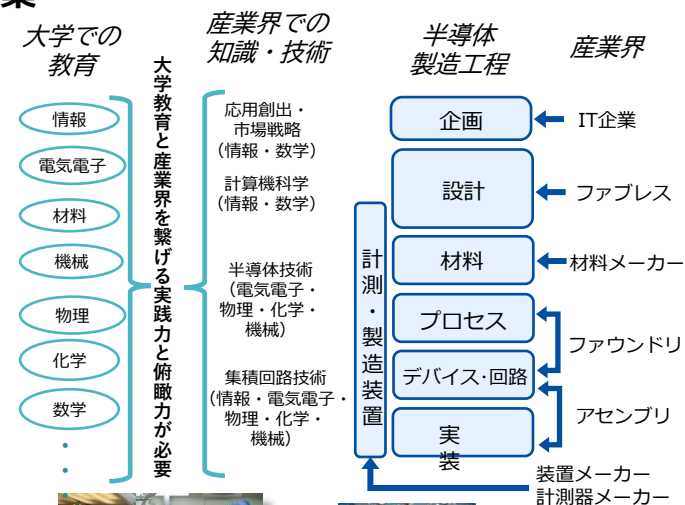 業
大学での
教育
産業界での
知識・技術
半導体
製造工程
産業界
情報
電気電子
材料
機械
物理
化学
数学
・
・
・
大学教育と産業界を繋げる実践力と俯瞰力が必要
応用創出・
市場戦略
（情報・数学）
計算機科学
（情報・数学）
半導体技術
（電気電子・
物理・化学・
機械）
集積回路技術
（情報・電気電子・
物理・化学・
機械）
計測・製造装置
企画
設計
材料
プロセス
デバイス・回路
実
装
IT企業
ファブレス
材料メーカー
ファウンドリ
アセンブリ
装置メーカー
計測器メーカー